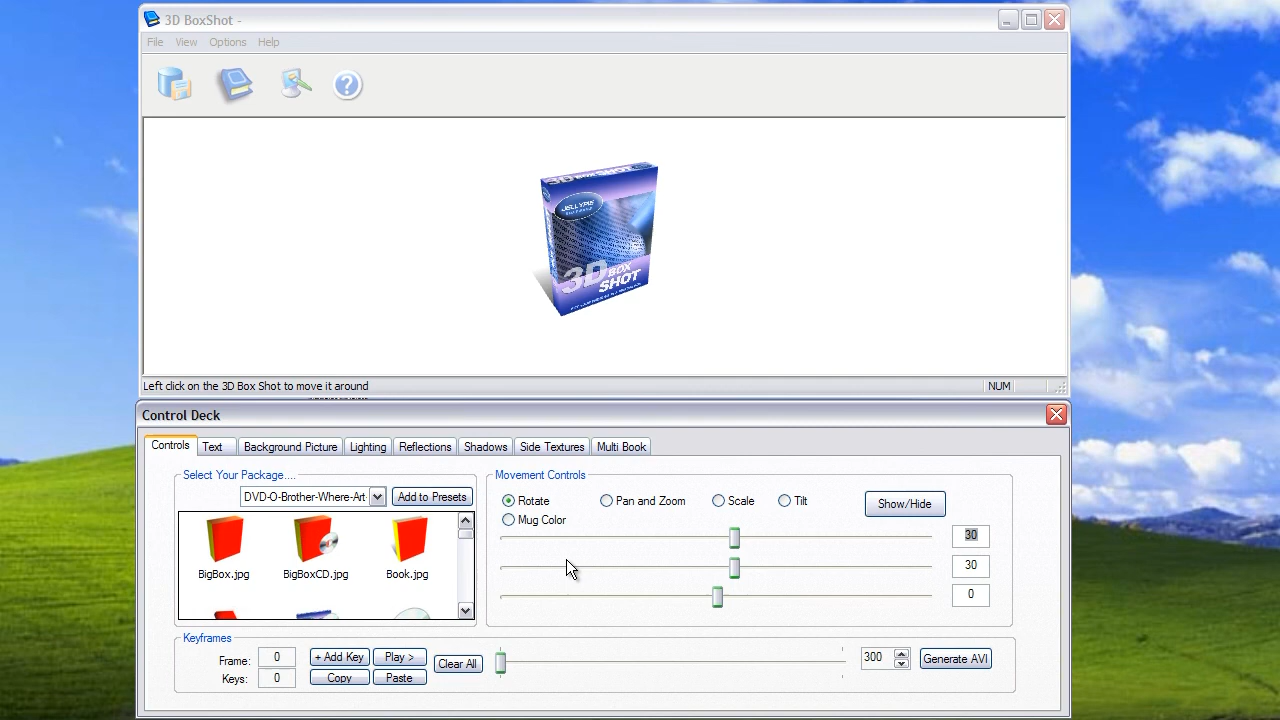 3D BoxShot -
File View Options Help
3D BOX SHOT
JELLYPIE
3D BOX
SHOT
Left click on the 3D Box Shot to move it around
NUM
Control Deck
Controls Text Background Picture Lighting Reflections Shadows Side Textures Multi Book
Select Your Package....
DVD-O-Brother-Where-Art
Add to Presets
BigBox.jpg BigBoxCD.jpg Book.jpg
Movement Controls
Rotate Pan and Zoom Scale Tilt
Show/Hide
Mug Color
30
30
0
Keyframes
Frame: 0 + Add Key Play > Clear All 300 Generate AVI
Keys: 0 Copy Paste